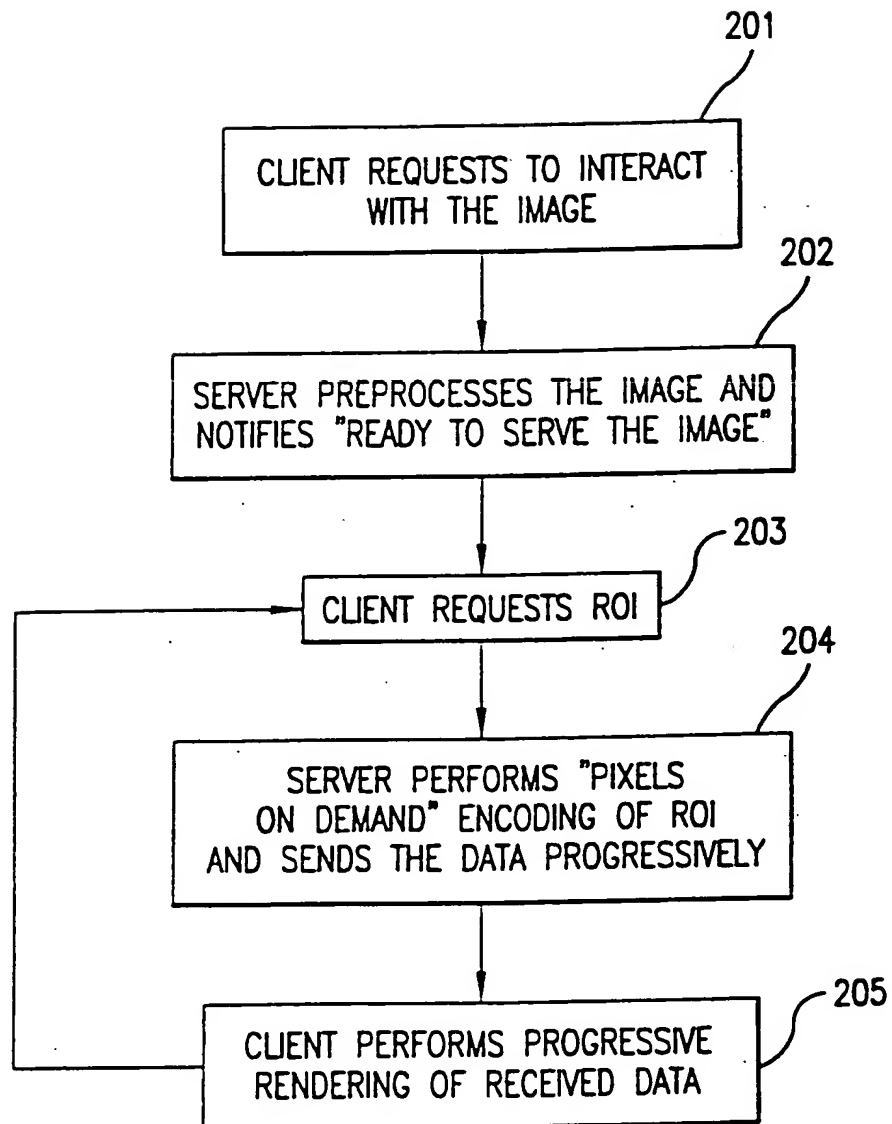 201
CLIENT REQUESTS TO INTERACT
WITH THE IMAGE
202
SERVER PREPROCESSES THE IMAGE AND
NOTIFIES "READY TO SERVE THE IMAGE"
203
CLIENT REQUESTS ROI
204
SERVER PERFORMS "PIXELS
ON DEMAND" ENCODING OF ROI
AND SENDS THE DATA PROGRESSIVELY
205
CLIENT PERFORMS PROGRESSIVE
RENDERING OF RECEIVED DATA